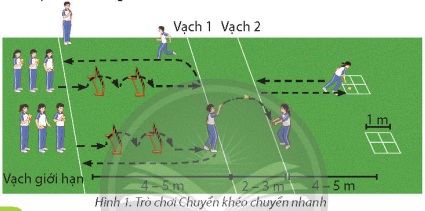 Vạch 1 Vạch 2
1 m
Vạch giới hạn
4 – 5 m 2 – 3 m 4 – 5 m
Hình 1. Trò chơi Chuyền khéo chuyền nhanh